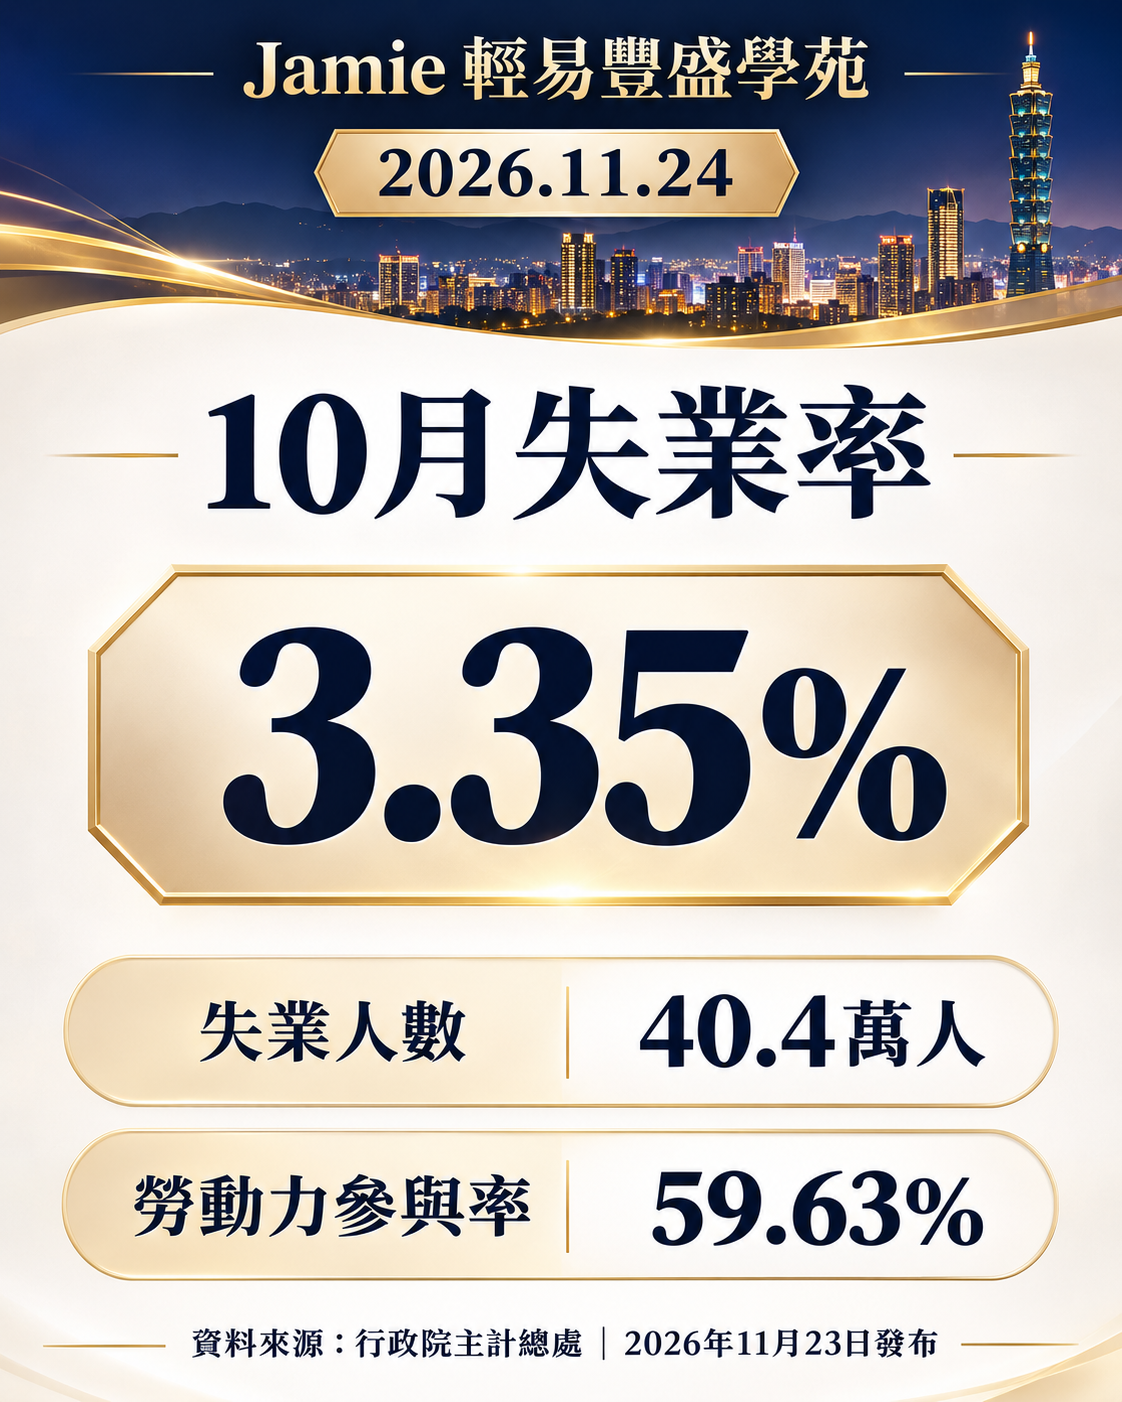 Jamie 輕易豐盛學苑
2026.11.24
10月失業率
3.35%
失業人數 40.4萬人
勞動力參與率 59.63%
資料來源：行政院主計總處｜2026年11月23日發布